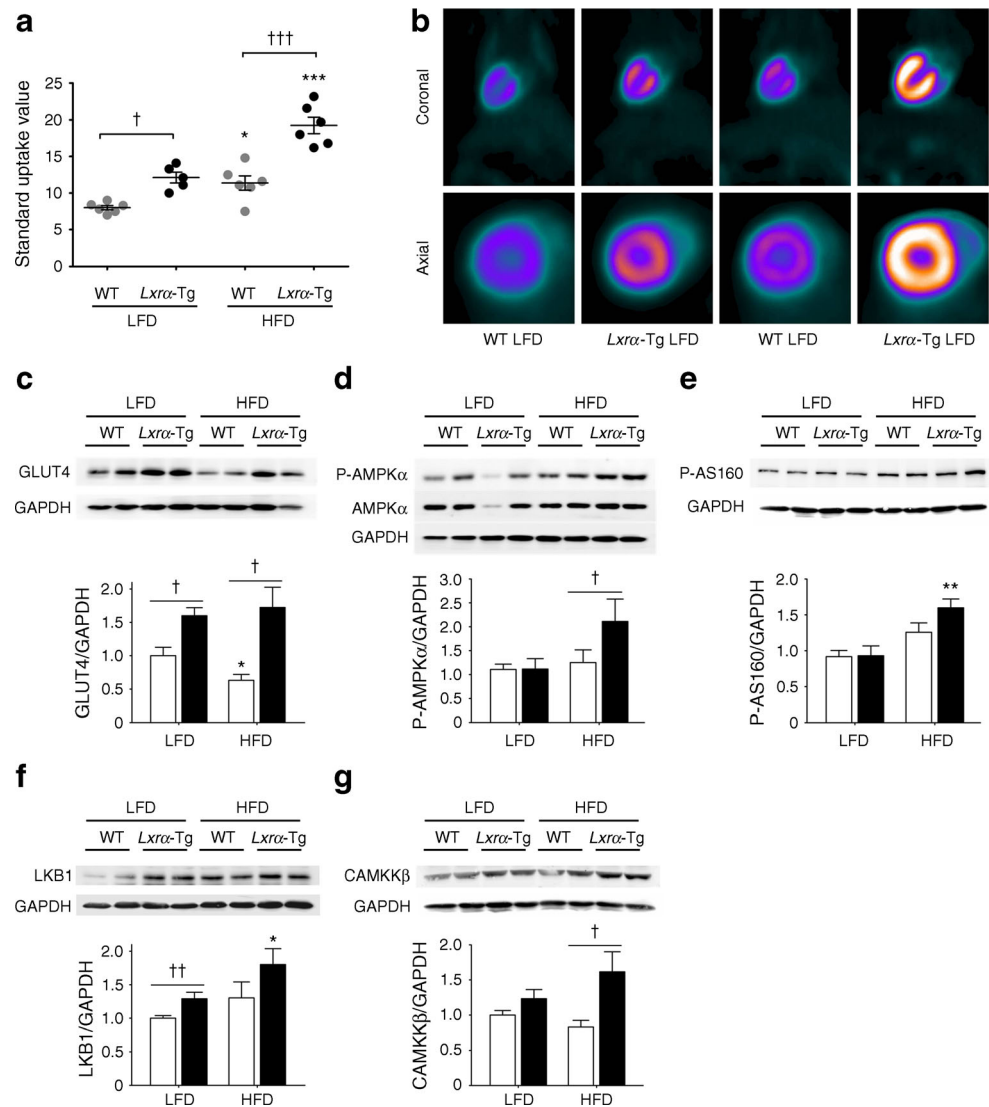 a
†††
***
†
*
Standard uptake value
25
20
15
10
5
0
WT Lxrα-Tg WT Lxrα-Tg
LFD HFD
b
Coronal
Axial
WT LFD Lxrα-Tg LFD WT LFD Lxrα-Tg LFD
c
LFD HFD
WT Lxrα-Tg WT Lxrα-Tg
GLUT4
GAPDH
GLUT4/GAPDH
2.0
1.5
1.0
0.5
0
† †
*
LFD HFD
d
LFD HFD
WT Lxrα-Tg WT Lxrα-Tg
P-AMPKα
AMPKα
GAPDH
P-AMPKα/GAPDH
3.0
2.5
2.0
1.5
1.0
0.5
0
†
LFD HFD
e
LFD HFD
WT Lxrα-Tg WT Lxrα-Tg
P-AS160
GAPDH
P-AS160/GAPDH
2.0
1.5
1.0
0.5
0
**
LFD HFD
f
LFD HFD
WT Lxrα-Tg WT Lxrα-Tg
LKB1
GAPDH
LKB1/GAPDH
2.0
1.5
1.0
0.5
0
††
*
LFD HFD
g
LFD HFD
WT Lxrα-Tg WT Lxrα-Tg
CAMKKβ
GAPDH
CAMKKβ/GAPDH
2.0
1.5
1.0
0.5
0
†
LFD HFD